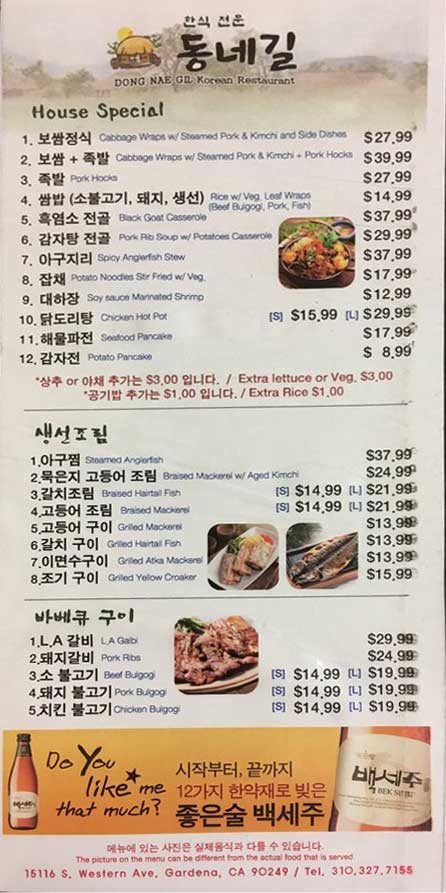 한식 전문
동네길
DONG NAE GIL Korean Restaurant
House Special
1. 보쌈정식 Cabbage Wraps w/ Steamed Pork & Kimchi and Side Dishes $27.99
2. 보쌈 + 족발 Cabbage Wraps w/ Steamed Pork & Kimchi + Pork Hocks $39.99
3. 족발 Pork Hocks $27.99
4. 쌈밥 (소불고기, 돼지, 생선) Rice w/ Veg. Leaf Wraps (Beef Bulgogi, Pork, Fish) $14.99
5. 흑염소 전골 Black Goat Casserole $37.99
6. 감자탕 전골 Pork Rib Soup w/ Potatoes Casserole $29.99
7. 아구지리 Spicy Anglerfish Stew $37.99
8. 잡채 Potato Noodles Stir Fried w/ Veg. $17.99
9. 대하장 Soy sauce Marinated Shrimp $12.99
10. 닭도리탕 Chicken Hot Pot [S] $15.99 [L] $29.99
11. 해물파전 Seafood Pancake $17.99
12. 감자전 Potato Pancake $ 8.99
*상추 or 야채 추가는 $3.00 입니다. / Extra lettuce or Veg. $3.00
*공기밥 추가는 $1.00 입니다. / Extra Rice $1.00
생선조림
1.아구찜 Steamed Anglerfish $37.99
2.묵은지 고등어 조림 Braised Mackerel w/ Aged Kimchi $24.99
3.갈치조림 Braised Hairtail Fish [S] $14.99 [L] $21.99
4.고등어 조림 Braised Mackerel [S] $14.99 [L] $21.99
5.고등어 구이 Grilled Mackerel $13.99
6.갈치 구이 Grilled Hairtail Fish $13.99
7.이면수구이 Grilled Atka Mackerel $13.99
8.조기 구이 Grilled Yellow Croaker $15.99
바베큐 구이
1.L.A 갈비 L.A Galbi $29.99
2.돼지갈비 Pork Ribs $24.99
3.소 불고기 Beef Bulgogi [S] $14.99 [L] $19.99
4.돼지 불고기 Pork Bulgogi [S] $14.99 [L] $19.99
5.치킨 불고기 Chicken Bulgogi [S] $14.99 [L] $19.99
Do You
like me
that much?
시작부터, 끝까지
12가지 한약재로 빚은
좋은술 백세주
백세주
백세주
BEK SE JU
메뉴에 있는 사진은 실제음식과 다를 수 있습니다.
The picture on the menu can be different from the actual food that is served.
15116 S. Western Ave. Gardena, CA 90249 / Tel. 310.327.7155